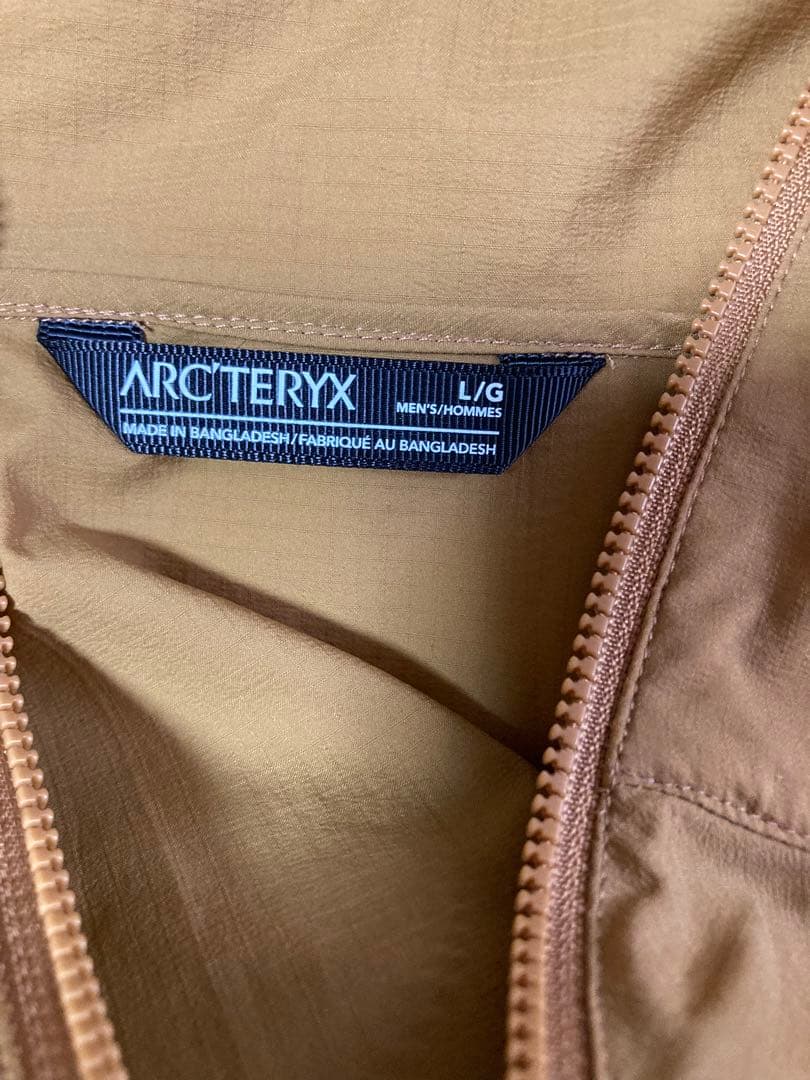 ARC'TERYX
L/G
MEN'S/HOMMES
MADE IN BANGLADESH/FABRIQUÉ AU BANGLADESH